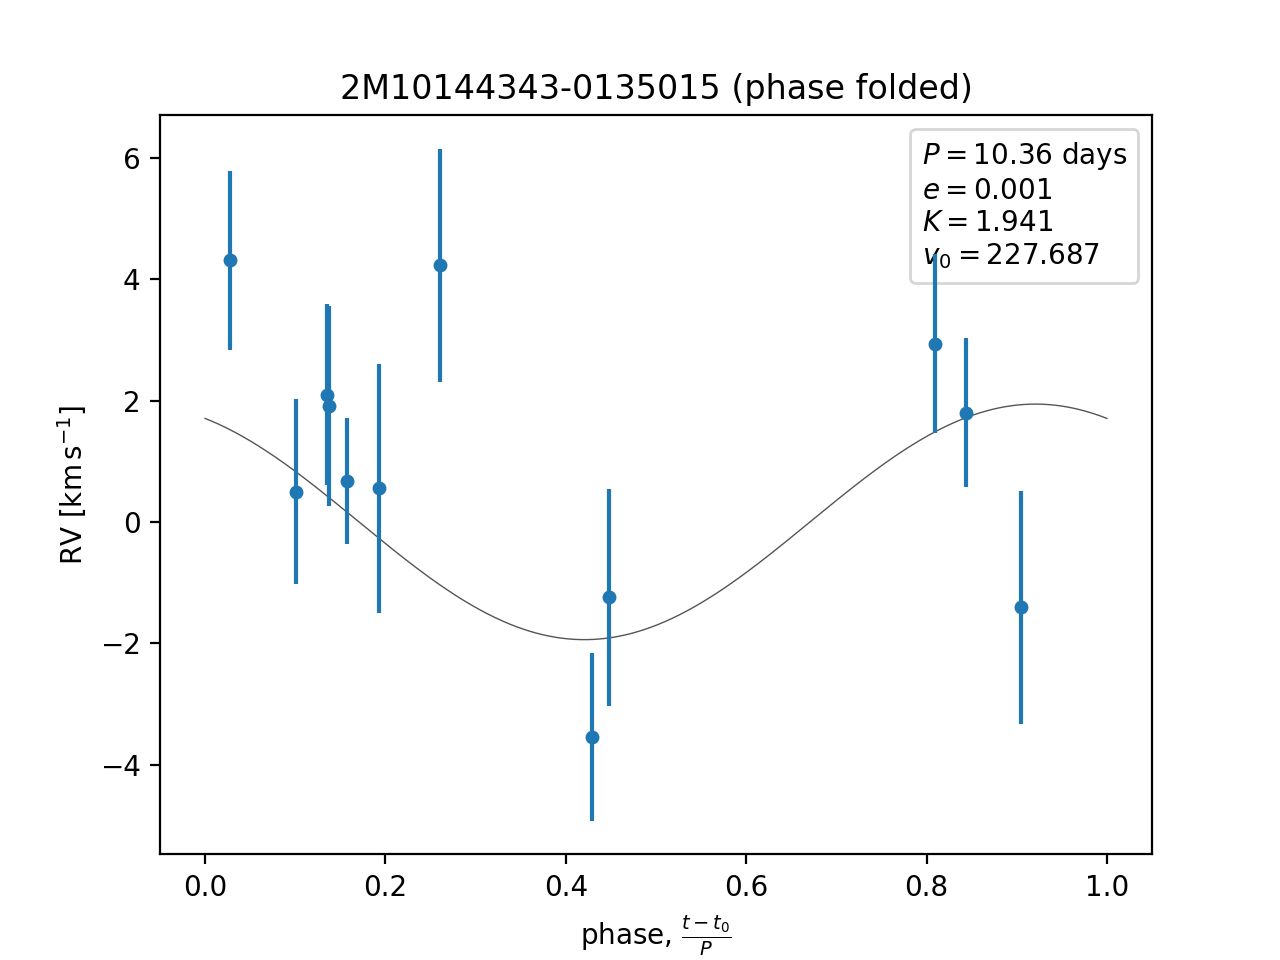 2M10144343-0135015 (phase folded)
P = 10.36 days
e = 0.001
K = 1.941
v₀ = 227.687
RV [km s⁻¹]
6
4
2
0
−2
−4
0.0 0.2 0.4 0.6 0.8 1.0
phase, (t − t₀)/P